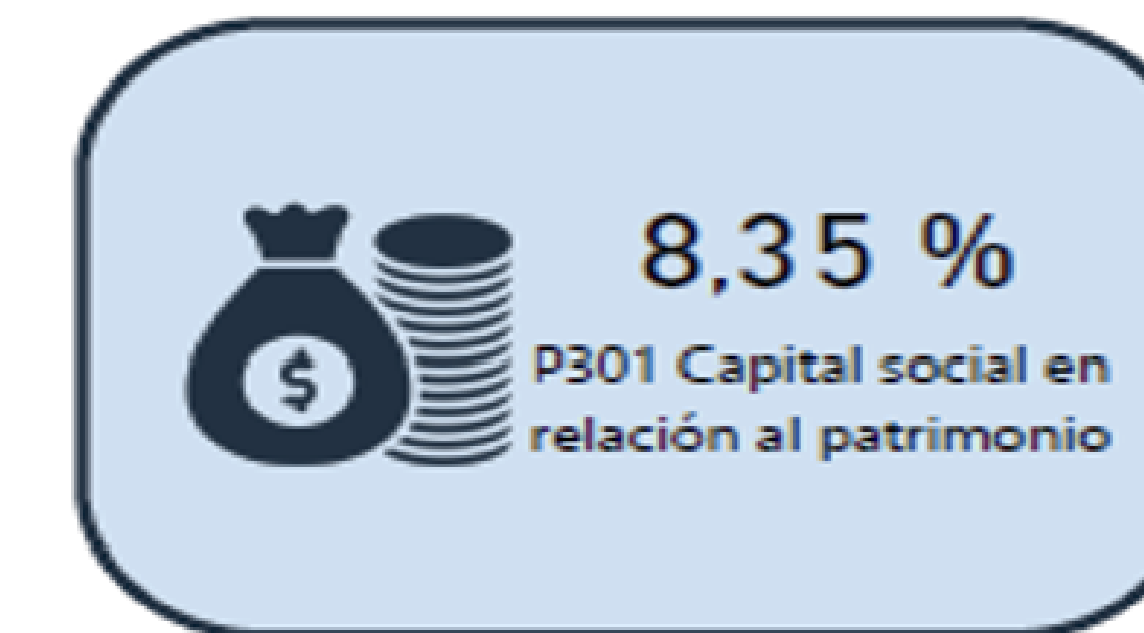 $
8,35 %
P301 Capital social en
relación al patrimonio